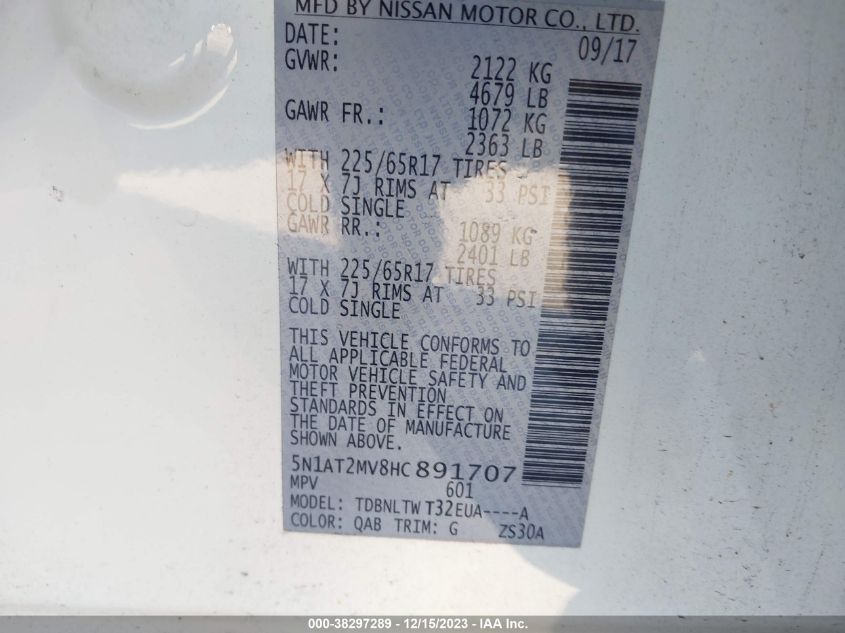 MFD BY NISSAN MOTOR CO., LTD.
DATE: 09/17
GVWR: 2122 KG
4679 LB
GAWR FR.: 1072 KG
2363 LB
WITH 225/65R17 TIRES
17 X 7J RIMS AT 33 PSI
COLD SINGLE
GAWR RR.: 1089 KG
2401 LB
WITH 225/65R17 TIRES
17 X 7J RIMS AT 33 PSI
COLD SINGLE
THIS VEHICLE CONFORMS TO
ALL APPLICABLE FEDERAL
MOTOR VEHICLE SAFETY AND
THEFT PREVENTION
STANDARDS IN EFFECT ON
THE DATE OF MANUFACTURE
SHOWN ABOVE.
5N1AT2MV8HC891707
MPV 601
MODEL: TDBNLTW T32EUA----A
COLOR: QAB TRIM: G ZS30A
000-38297289 - 12/15/2023 - IAA Inc.